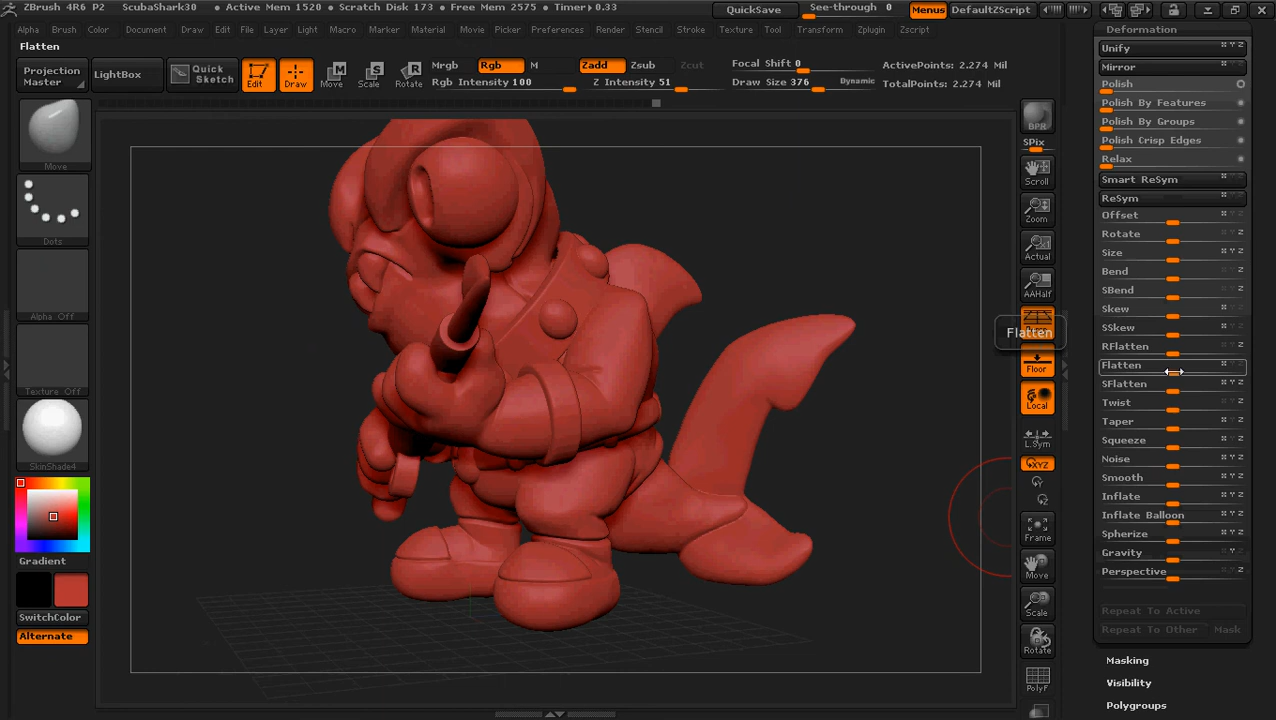 ZBrush 4R6 P2 ScubaShark30 • Active Mem 1520 • Scratch Disk 173 • Free Mem 2575 • Timer▸0.33
QuickSave
See-through 0
Menus
DefaultZScript
Alpha Brush Color Document Draw Edit File Layer Light Macro Marker Material Movie Picker Preferences Render Stencil Stroke Texture Tool Transform Zplugin Zscript
Flatten
Projection
Master
LightBox
Quick
Sketch
Edit
Draw
Move
Scale
Rotate
Mrgb
Rgb
M
Rgb Intensity 100
Zadd
Zsub
Zcut
Z Intensity 51
Focal Shift 0
Draw Size 376
Dynamic
ActivePoints: 2.274 Mil
TotalPoints: 2.274 Mil
Move
Dots
Alpha Off
Texture Off
SkinShade4
Gradient
SwitchColor
Alternate
BPR
SPix
Scroll
Zoom
Actual
AAHalf
Flatten
Floor
Local
L.Sym
XYZ
Frame
Move
Scale
Rotate
PolyF
Deformation
Unify
Mirror
Polish
Polish By Features
Polish By Groups
Polish Crisp Edges
Relax
Smart ReSym
ReSym
Offset
Rotate
Size
Bend
SBend
Skew
SSkew
RFlatten
Flatten
SFlatten
Twist
Taper
Squeeze
Noise
Smooth
Inflate
Inflate Balloon
Spherize
Gravity
Perspective
Repeat To Active
Repeat To Other
Mask
Masking
Visibility
Polygroups